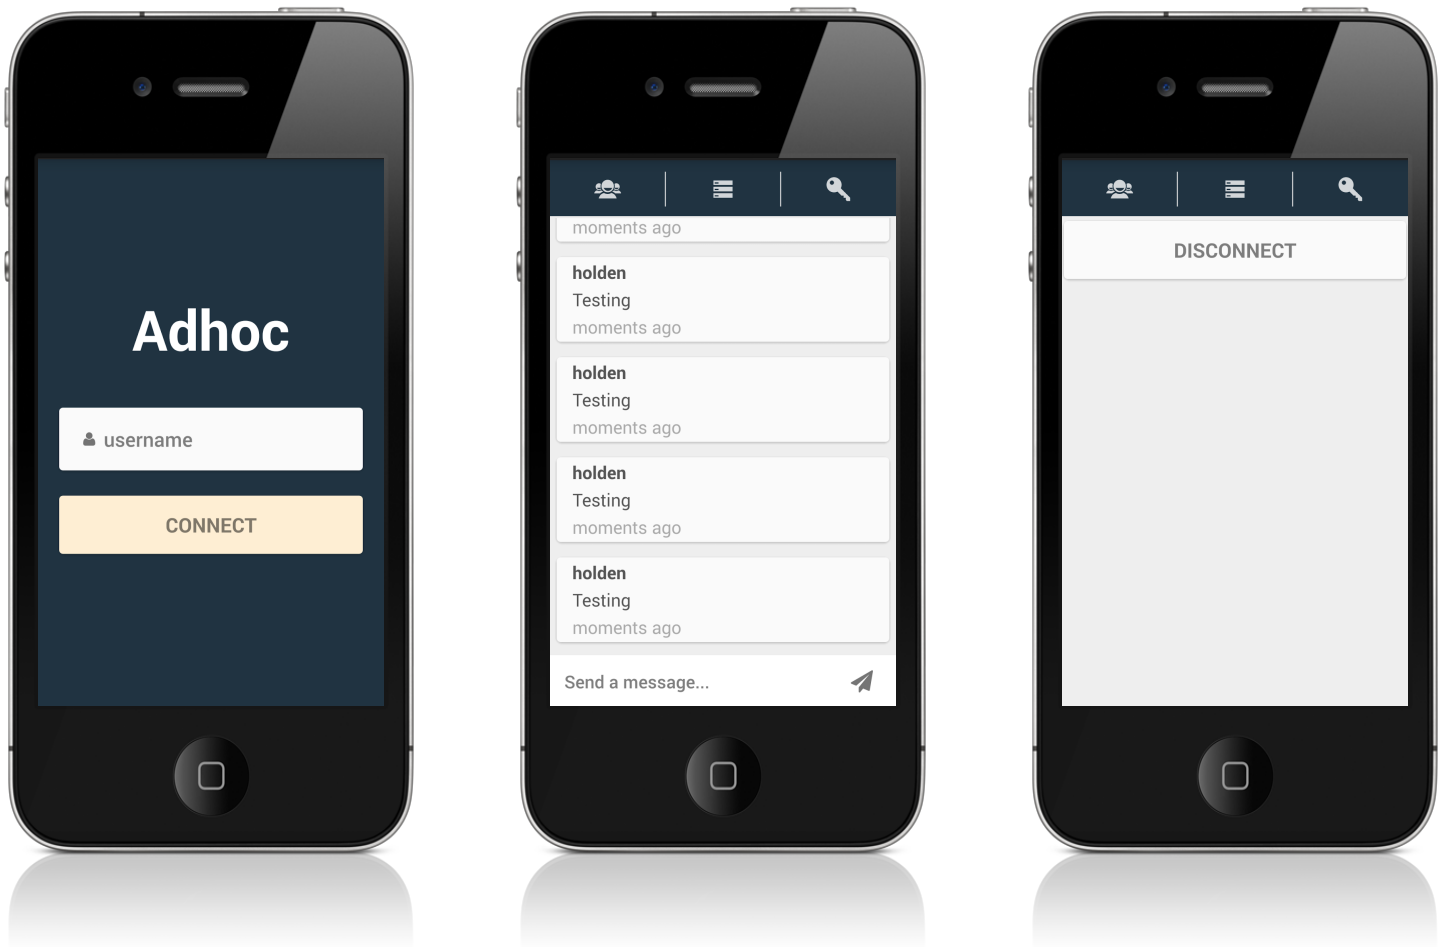 Adhoc
username
CONNECT
moments ago
holden
Testing
moments ago
holden
Testing
moments ago
holden
Testing
moments ago
holden
Testing
moments ago
Send a message...
DISCONNECT